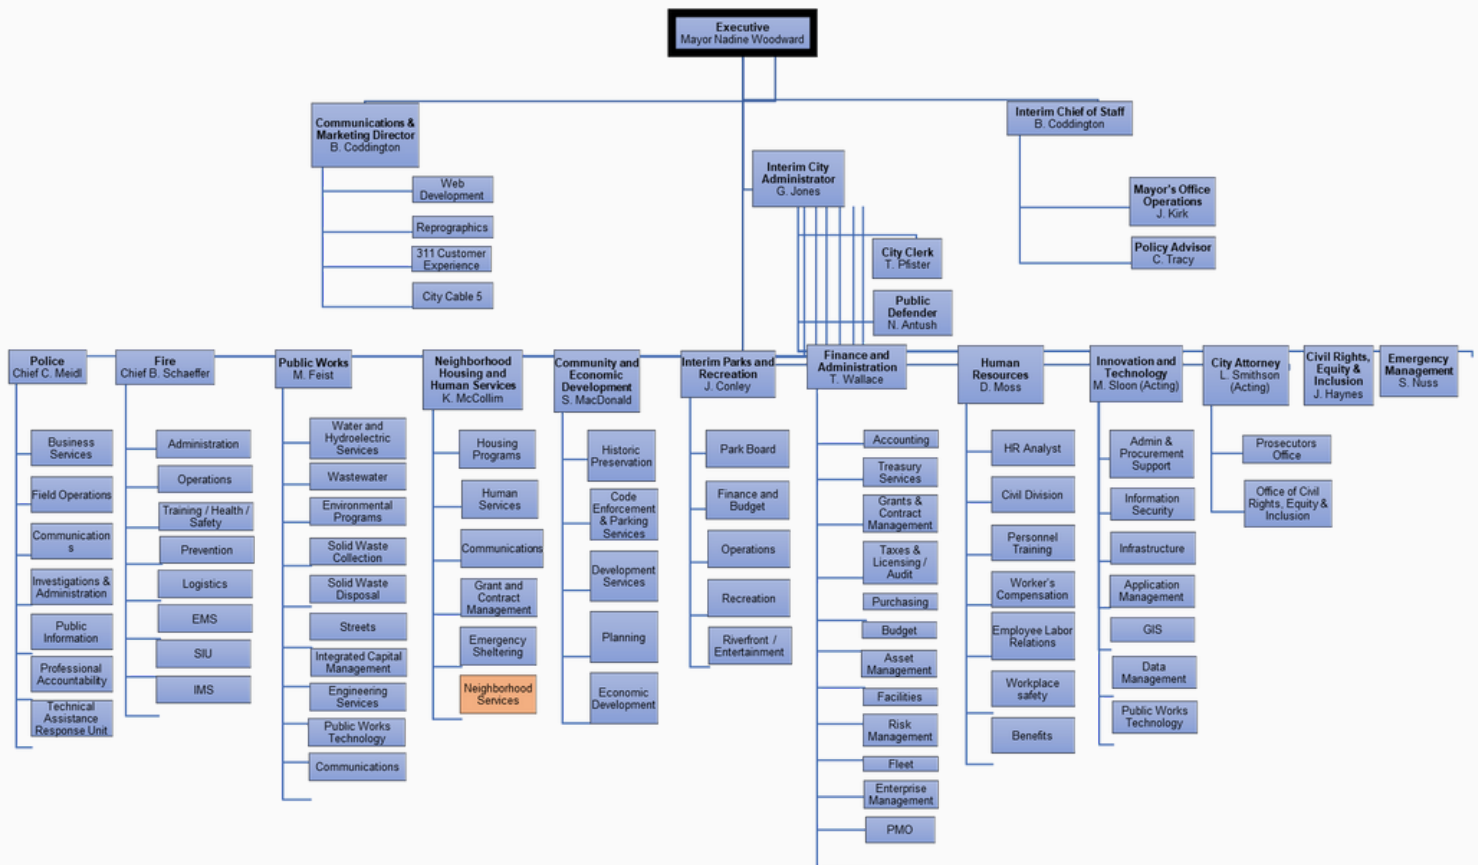 Executive
Mayor Nadine Woodward
Communications &
Marketing Director
B. Coddington
Web
Development
Reprographics
311 Customer
Experience
City Cable 5
Interim City
Administrator
G. Jones
City Clerk
T. Pfister
Public
Defender
N. Antush
Interim Chief of Staff
B. Coddington
Mayor's Office
Operations
J. Kirk
Policy Advisor
C. Tracy
Police
Chief C. Meidl
Business
Services
Field Operations
Communication
s
Investigations &
Administration
Public
Information
Professional
Accountability
Technical
Assistance
Response Unit
Fire
Chief B. Schaeffer
Administration
Operations
Training / Health /
Safety
Prevention
Logistics
EMS
SIU
IMS
Public Works
M. Feist
Water and
Hydroelectric
Services
Wastewater
Environmental
Programs
Solid Waste
Collection
Solid Waste
Disposal
Streets
Integrated Capital
Management
Engineering
Services
Public Works
Technology
Communications
Neighborhood
Housing and
Human Services
K. McCollim
Housing
Programs
Human
Services
Communications
Grant and
Contract
Management
Emergency
Sheltering
Neighborhood
Services
Community and
Economic
Development
S. MacDonald
Historic
Preservation
Code
Enforcement
& Parking
Services
Development
Services
Planning
Economic
Development
Interim Parks and
Recreation
J. Conley
Park Board
Finance and
Budget
Operations
Recreation
Riverfront /
Entertainment
Finance and
Administration
T. Wallace
Accounting
Treasury
Services
Grants &
Contract
Management
Taxes &
Licensing /
Audit
Purchasing
Budget
Asset
Management
Facilities
Risk
Management
Fleet
Enterprise
Management
PMO
Human
Resources
D. Moss
HR Analyst
Civil Division
Personnel
Training
Worker's
Compensation
Employee Labor
Relations
Workplace
safety
Benefits
Innovation and
Technology
M. Sloon (Acting)
Admin &
Procurement
Support
Information
Security
Infrastructure
Application
Management
GIS
Data
Management
Public Works
Technology
City Attorney
L. Smithson
(Acting)
Prosecutors
Office
Office of Civil
Rights, Equity &
Inclusion
Civil Rights,
Equity &
Inclusion
J. Haynes
Emergency
Management
S. Nuss